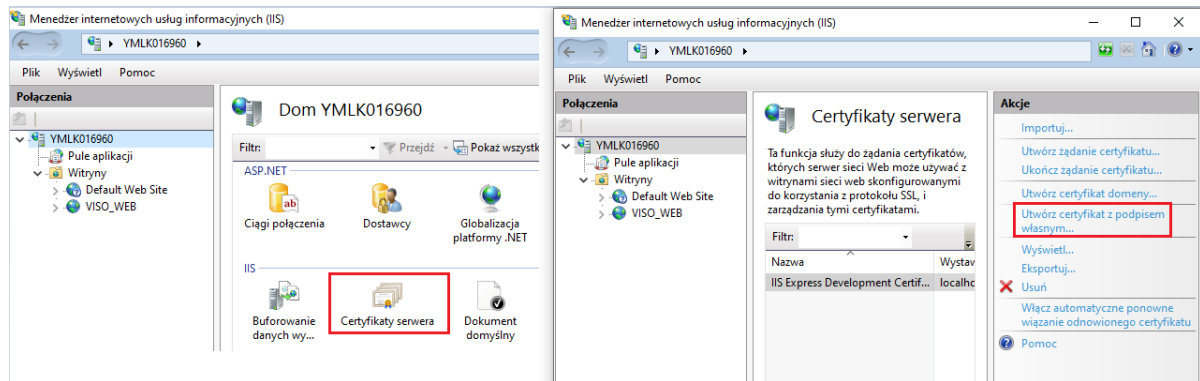 Menedżer internetowych usług informacyjnych (IIS)
YMLK016960
Plik Wyświetl Pomoc
Połączenia
YMLK016960
Pule aplikacji
Witryny
Default Web Site
VISO_WEB
Dom YMLK016960
Filtr: Przejdź Pokaż wszystk
ASP.NET
Ciągi połączenia
Dostawcy
Globalizacja
platformy .NET
IIS
Buforowanie
danych wy...
Certyfikaty serwera
Dokument
domyślny
Menedżer internetowych usług informacyjnych (IIS)
YMLK016960
Plik Wyświetl Pomoc
Połączenia
YMLK016960
Pule aplikacji
Witryny
Default Web Site
VISO_WEB
Certyfikaty serwera
Ta funkcja służy do żądania certyfikatów,
których serwer sieci Web może używać z
witrynami sieci web skonfigurowanymi
do korzystania z protokołu SSL, i
zarządzania tymi certyfikatami.
Filtr:
Nazwa Wystaw
IIS Express Development Certif... localhc
Akcje
Importuj...
Utwórz żądanie certyfikatu...
Ukończ żądanie certyfikatu...
Utwórz certyfikat domeny...
Utwórz certyfikat z podpisem
własnym...
Wyświetl...
Eksportuj...
Usuń
Włącz automatyczne ponowne
wiązanie odnowionego certyfikatu
Pomoc